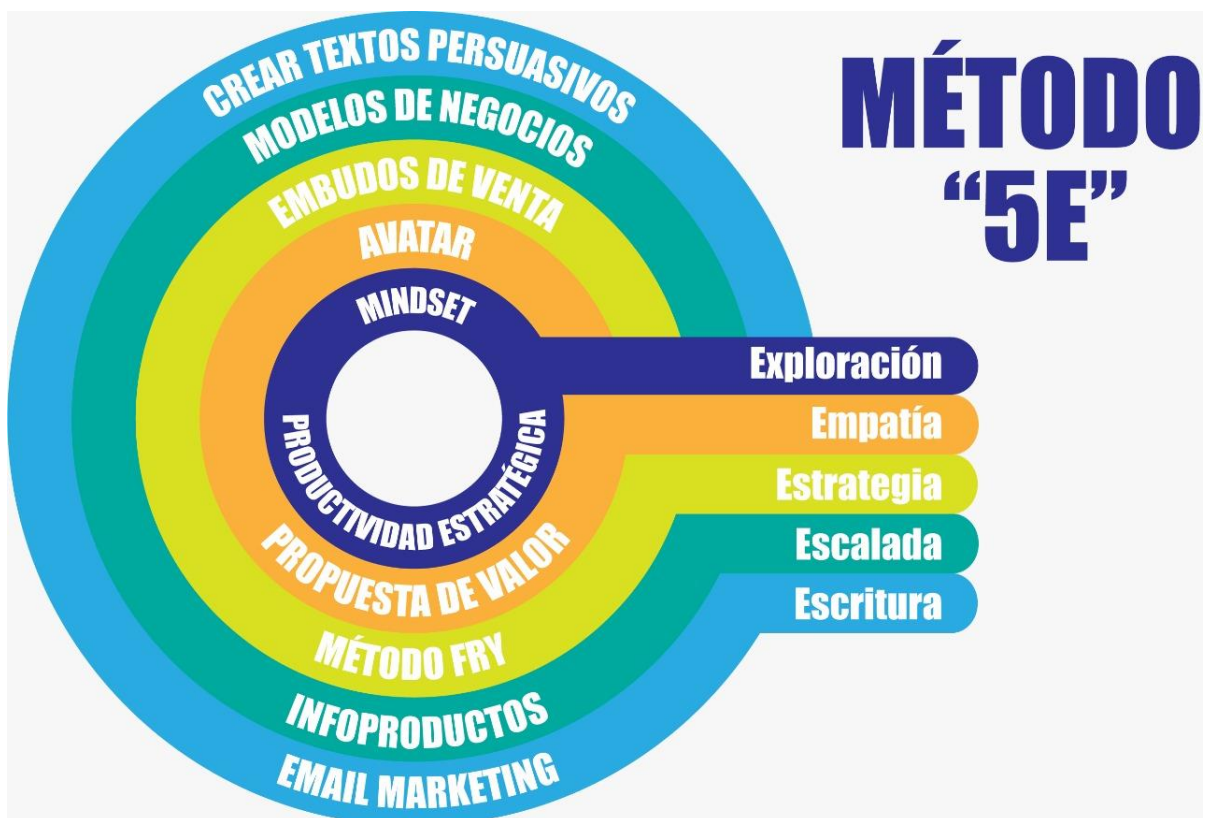 MÉTODO
“5E”
CREAR TEXTOS PERSUASIVOS
MODELOS DE NEGOCIOS
EMBUDOS DE VENTA
AVATAR
MINDSET
PRODUCTIVIDAD ESTRATÉGICA
PROPUESTA DE VALOR
MÉTODO FRY
INFOPRODUCTOS
EMAIL MARKETING
Exploración
Empatía
Estrategia
Escalada
Escritura